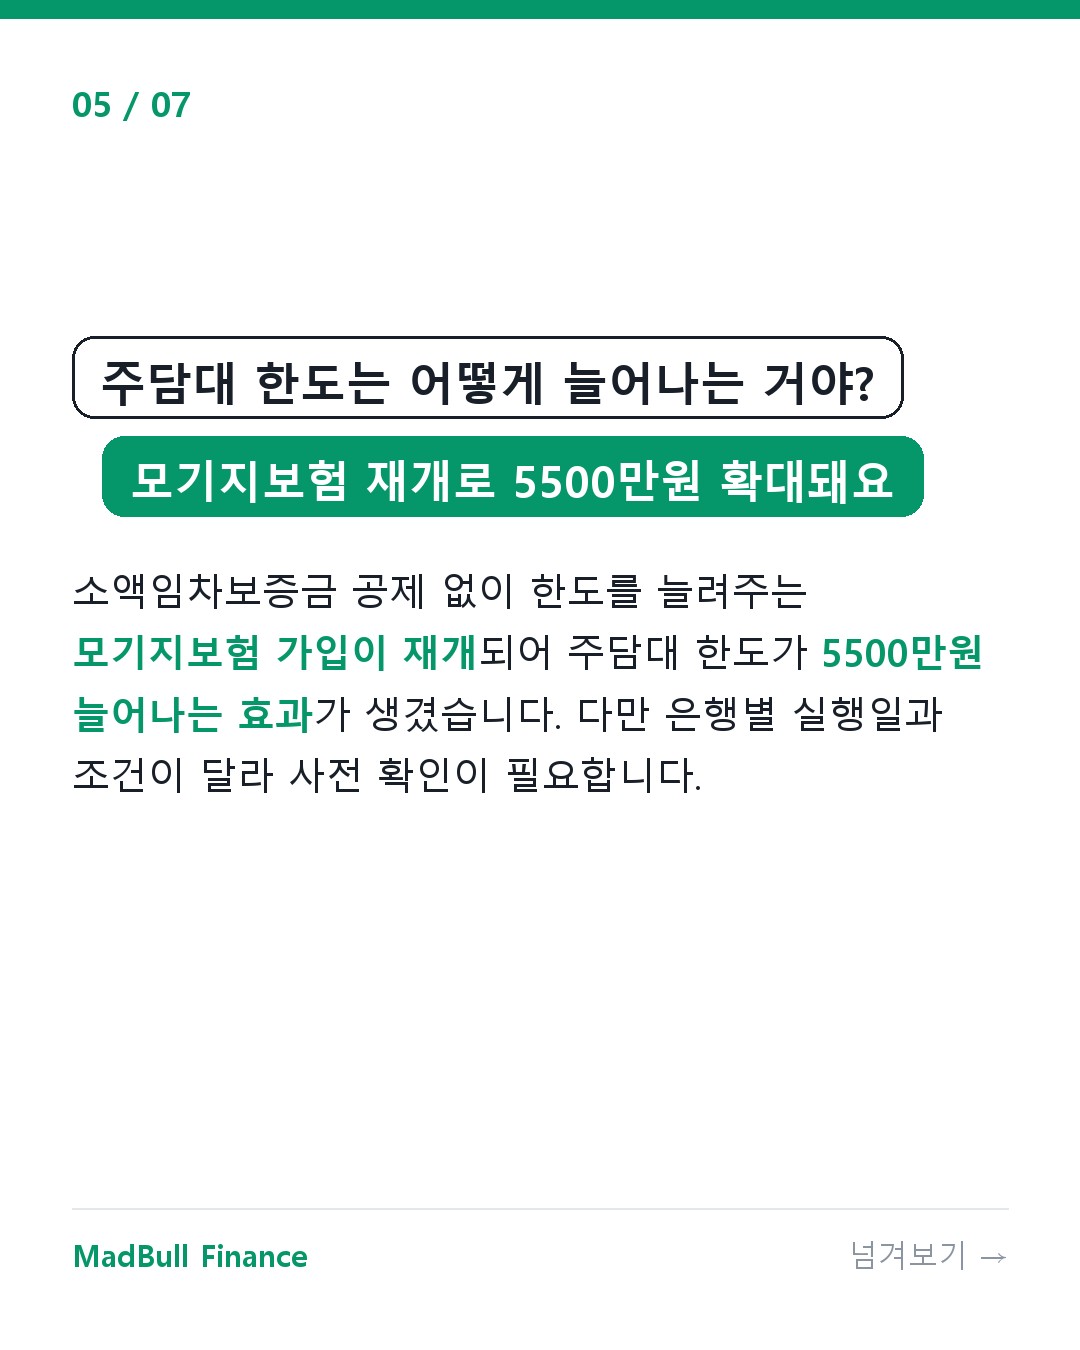 05 / 07
주담대 한도는 어떻게 늘어나는 거야?
모기지보험 재개로 5500만원 확대돼요
소액임차보증금 공제 없이 한도를 늘려주는
모기지보험 가입이 재개되어 주담대 한도가 5500만원
늘어나는 효과가 생겼습니다. 다만 은행별 실행일과
조건이 달라 사전 확인이 필요합니다.
MadBull Finance
넘겨보기 →